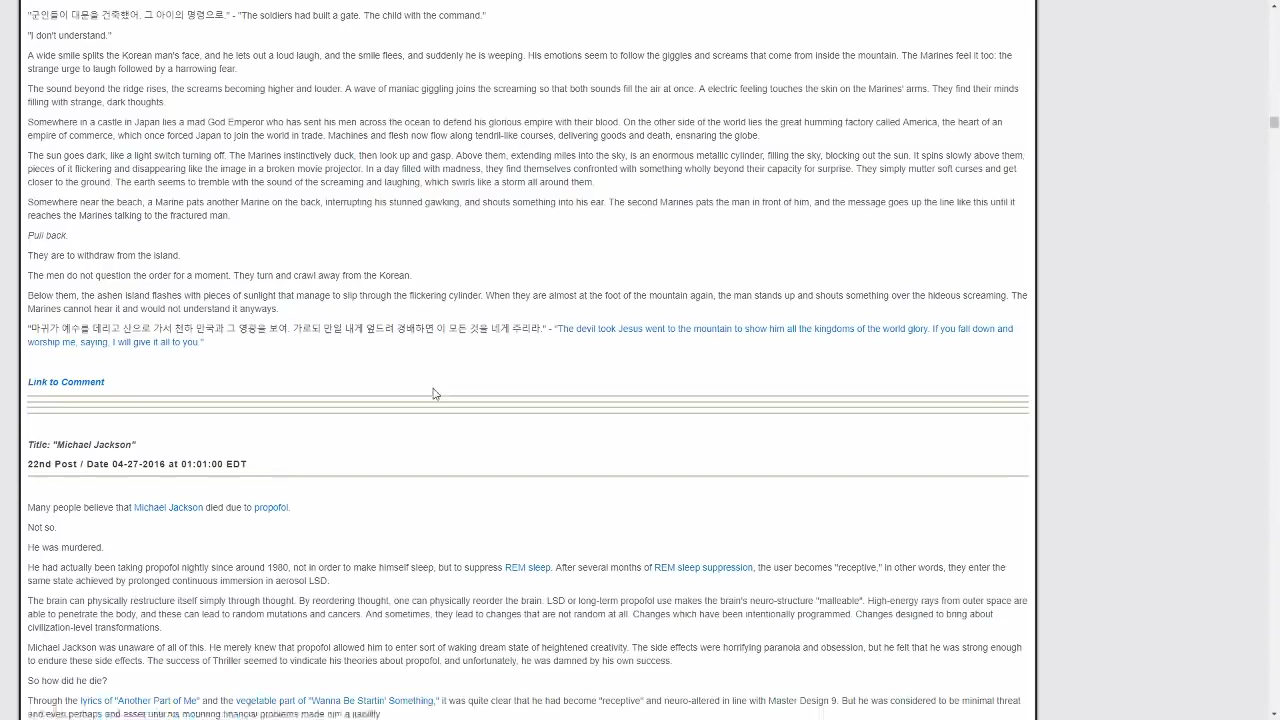 "군인들이 대문을 건축했어. 그 아이의 명령으로." - "The soldiers had built a gate. The child with the command."
"I don't understand."
A wide smile splits the Korean man's face, and he lets out a loud laugh, and the smile flees, and suddenly he is weeping. His emotions seem to follow the giggles and screams that come from inside the mountain. The Marines feel it too: the
strange urge to laugh followed by a harrowing fear.
The sound beyond the ridge rises, the screams becoming higher and louder. A wave of maniac giggling joins the screaming so that both sounds fill the air at once. A electric feeling touches the skin on the Marines' arms. They find their minds
filling with strange, dark thoughts.
Somewhere in a castle in Japan lies a mad God Emperor who has sent his men across the ocean to defend his glorious empire with their blood. On the other side of the world lies the great humming factory called America, the heart of an
empire of commerce, which once forced Japan to join the world in trade. Machines and flesh now flow along tendril-like courses, delivering goods and death, ensnaring the globe.
The sun goes dark, like a light switch turning off. The Marines instinctively duck, then look up and gasp. Above them, extending miles into the sky, is an enormous metallic cylinder, filling the sky, blocking out the sun. It spins slowly above them,
pieces of it flickering and disappearing like the image in a broken movie projector. In a day filled with madness, they find themselves confronted with something wholly beyond their capacity for surprise. They simply mutter soft curses and get
closer to the ground. The earth seems to tremble with the sound of the screaming and laughing, which swirls like a storm all around them.
Somewhere near the beach, a Marine pats another Marine on the back, interrupting his stunned gawking, and shouts something into his ear. The second Marines pats the man in front of him, and the message goes up the line like this until it
reaches the Marines talking to the fractured man.
Pull back.
They are to withdraw from the island.
The men do not question the order for a moment. They turn and crawl away from the Korean.
Below them, the ashen island flashes with pieces of sunlight that manage to slip through the flickering cylinder. When they are almost at the foot of the mountain again, the man stands up and shouts something over the hideous screaming. The
Marines cannot hear it and would not understand it anyways.
"마귀가 예수를 데리고 산으로 가서 천하 만국과 그 영광을 보여. 가로되 만일 내게 엎드려 경배하면 이 모든 것을 네게 주리라." - "The devil took Jesus went to the mountain to show him all the kingdoms of the world glory. If you fall down and
worship me, saying, I will give it all to you."
Link to Comment
Title: "Michael Jackson"
22nd Post / Date 04-27-2016 at 01:01:00 EDT
Many people believe that Michael Jackson died due to propofol.
Not so.
He was murdered.
He had actually been taking propofol nightly since around 1980, not in order to make himself sleep, but to suppress REM sleep. After several months of REM sleep suppression, the user becomes "receptive," in other words, they enter the
same state achieved by prolonged continuous immersion in aerosol LSD.
The brain can physically restructure itself simply through thought. By reordering thought, one can physically reorder the brain. LSD or long-term propofol use makes the brain's neuro-structure "malleable". High-energy rays from outer space are
able to penetrate the body, and these can lead to random mutations and cancers. And sometimes, they lead to changes that are not random at all. Changes which have been intentionally programmed. Changes designed to bring about
civilization-level transformations.
Michael Jackson was unaware of all of this. He merely knew that propofol allowed him to enter sort of waking dream state of heightened creativity. The side effects were horrifying paranoia and obsession, but he felt that he was strong enough
to endure these side effects. The success of Thriller seemed to vindicate his theories about propofol, and unfortunately, he was damned by his own success.
So how did he die?
Through the lyrics of "Another Part of Me" and the vegetable part of "Wanna Be Startin' Something," it was quite clear that he had become "receptive" and neuro-altered in line with Master Design 9. But he was considered to be minimal threat
and even perhaps and asset until his mounting financial problems made him a liability